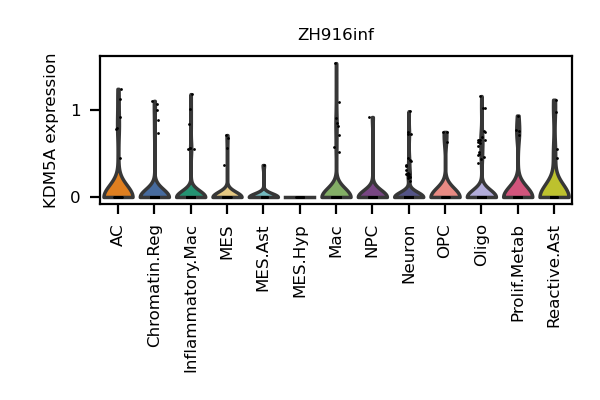 ZH916inf
KDM5A expression
1
0
AC
Chromatin.Reg
Inflammatory.Mac
MES
MES.Ast
MES.Hyp
Mac
NPC
Neuron
OPC
Oligo
Prolif.Metab
Reactive.Ast